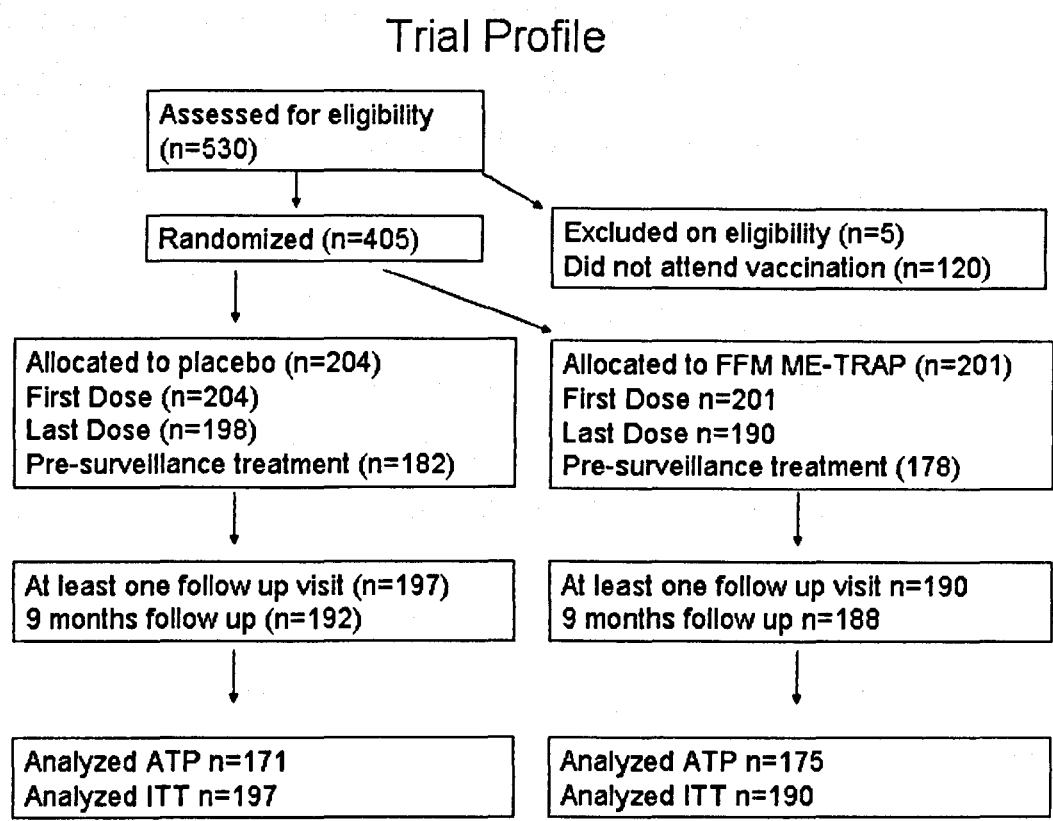 Trial Profile
Assessed for eligibility
(n=530)
Randomized (n=405)
Excluded on eligibility (n=5)
Did not attend vaccination (n=120)
Allocated to placebo (n=204)
First Dose (n=204)
Last Dose (n=198)
Pre-surveillance treatment (n=182)
Allocated to FFM ME-TRAP (n=201)
First Dose n=201
Last Dose n=190
Pre-surveillance treatment (178)
At least one follow up visit (n=197)
9 months follow up (n=192)
At least one follow up visit n=190
9 months follow up n=188
Analyzed ATP n=171
Analyzed ITT n=197
Analyzed ATP n=175
Analyzed ITT n=190